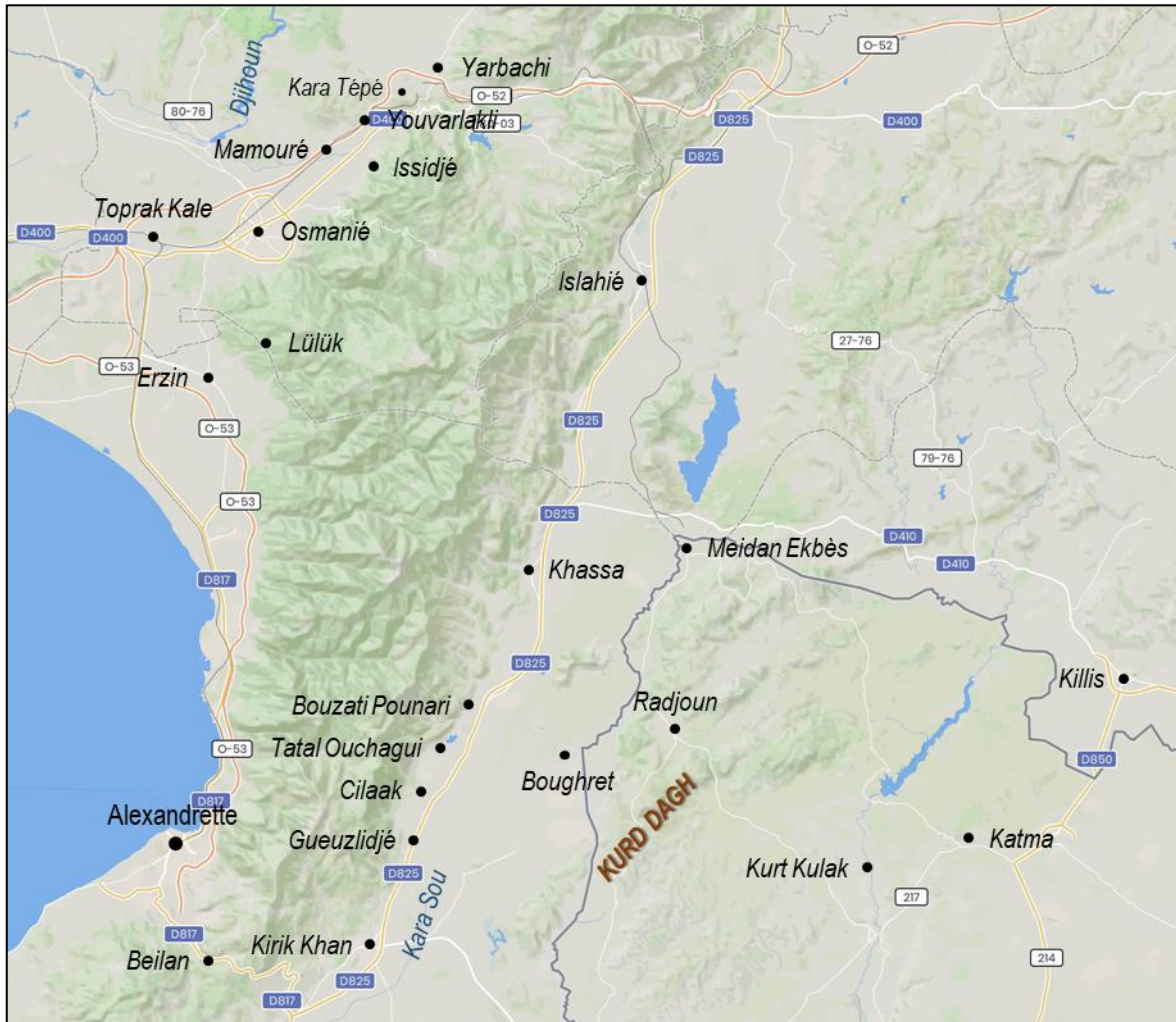 O-52
Yarbachi
Djihoun
Kara Tépé
O-52
80-76
D400
Youvarlakli
03
D825
D400
Mamouré
Issidjé
D825
Toprak Kale
D400
D400
Osmanié
Islahié
Lülük
27-76
O-53
Erzin
O-53
D825
79-76
O-53
D825
D410
Meidan Ekbès
D410
Khassa
D817
D825
Killis
Bouzati Pounari
Radjoun
O-53
Tatal Ouchagui
D850
Boughret
Cilaak
D817
Alexandrette
KURD DAGH
Gueuzlidjé
Katma
D825
Kurt Kulak
217
Kara Sou
D817
Kirik Khan
Beilan
214
D825
D817